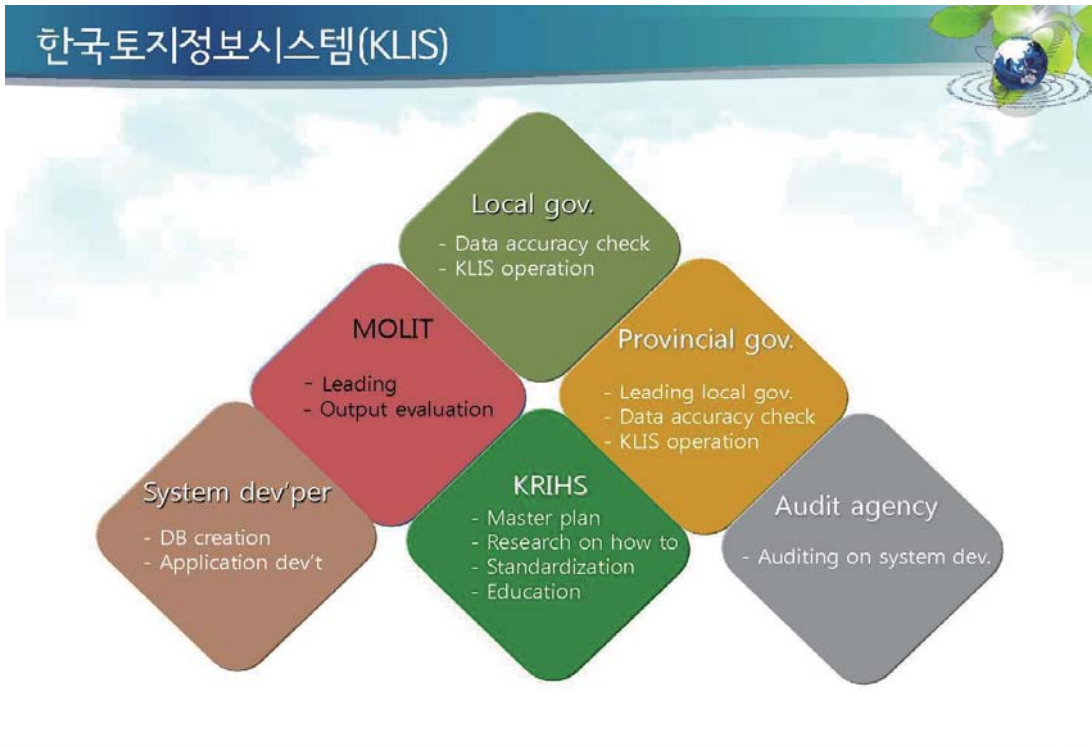 한국토지정보시스템(KLIS)
Local gov.
- Data accuracy check
- KLIS operation
MOLIT
- Leading
- Output evaluation
Provincial gov.
- Leading local gov.
- Data accuracy check
- KLIS operation
System dev'per
- DB creation
- Application dev't
KRIHS
- Master plan
- Research on how to
- Standardization
- Education
Audit agency
- Auditing on system dev.